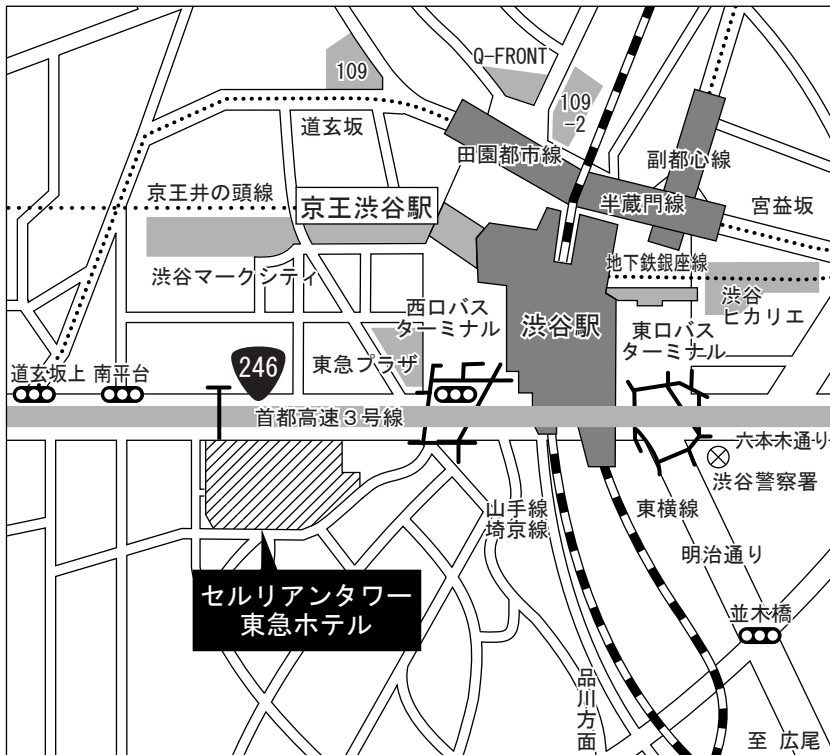 109
Q-FRONT
109
-2
道玄坂
田園都市線
副都心線
京王井の頭線
京王渋谷駅
半蔵門線
宮益坂
渋谷マークシティ
地下鉄銀座線
渋谷
ヒカリエ
西口バス
ターミナル
渋谷駅
東口バス
ターミナル
東急プラザ
246
道玄坂上
南平台
首都高速3号線
六本木通り
渋谷警察署
山手線
埼京線
東横線
明治通り
セルリアンタワー
東急ホテル
並木橋
品川方面
至 広尾